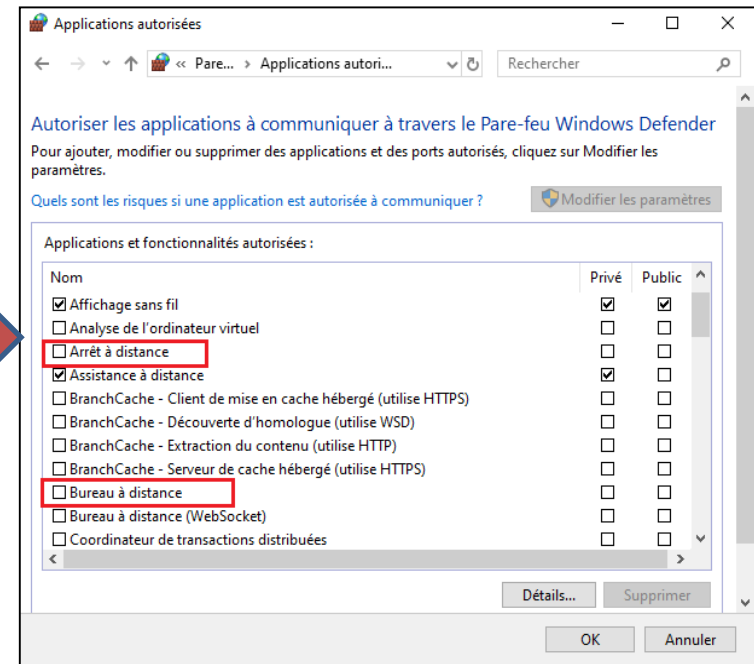 Applications autorisées
« Pare... › Applications autori...
Rechercher
Autoriser les applications à communiquer à travers le Pare-feu Windows Defender
Pour ajouter, modifier ou supprimer des applications et des ports autorisés, cliquez sur Modifier les
paramètres.
Quels sont les risques si une application est autorisée à communiquer ?
Modifier les paramètres
Applications et fonctionnalités autorisées :
Nom Privé Public
Affichage sans fil
Analyse de l'ordinateur virtuel
Arrêt à distance
Assistance à distance
BranchCache - Client de mise en cache hébergé (utilise HTTPS)
BranchCache - Découverte d'homologue (utilise WSD)
BranchCache - Extraction du contenu (utilise HTTP)
BranchCache - Serveur de cache hébergé (utilise HTTPS)
Bureau à distance
Bureau à distance (WebSocket)
Coordinateur de transactions distribuées
Détails... Supprimer
OK Annuler